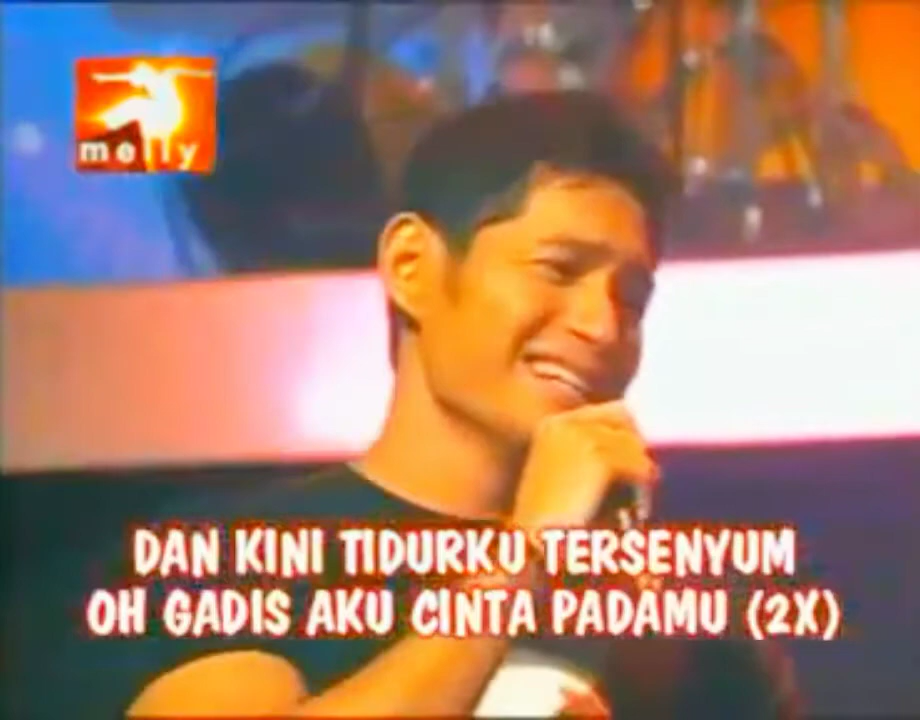 melly
DAN KINI TIDURKU TERSENYUM
OH GADIS AKU CINTA PADAMU (2X)